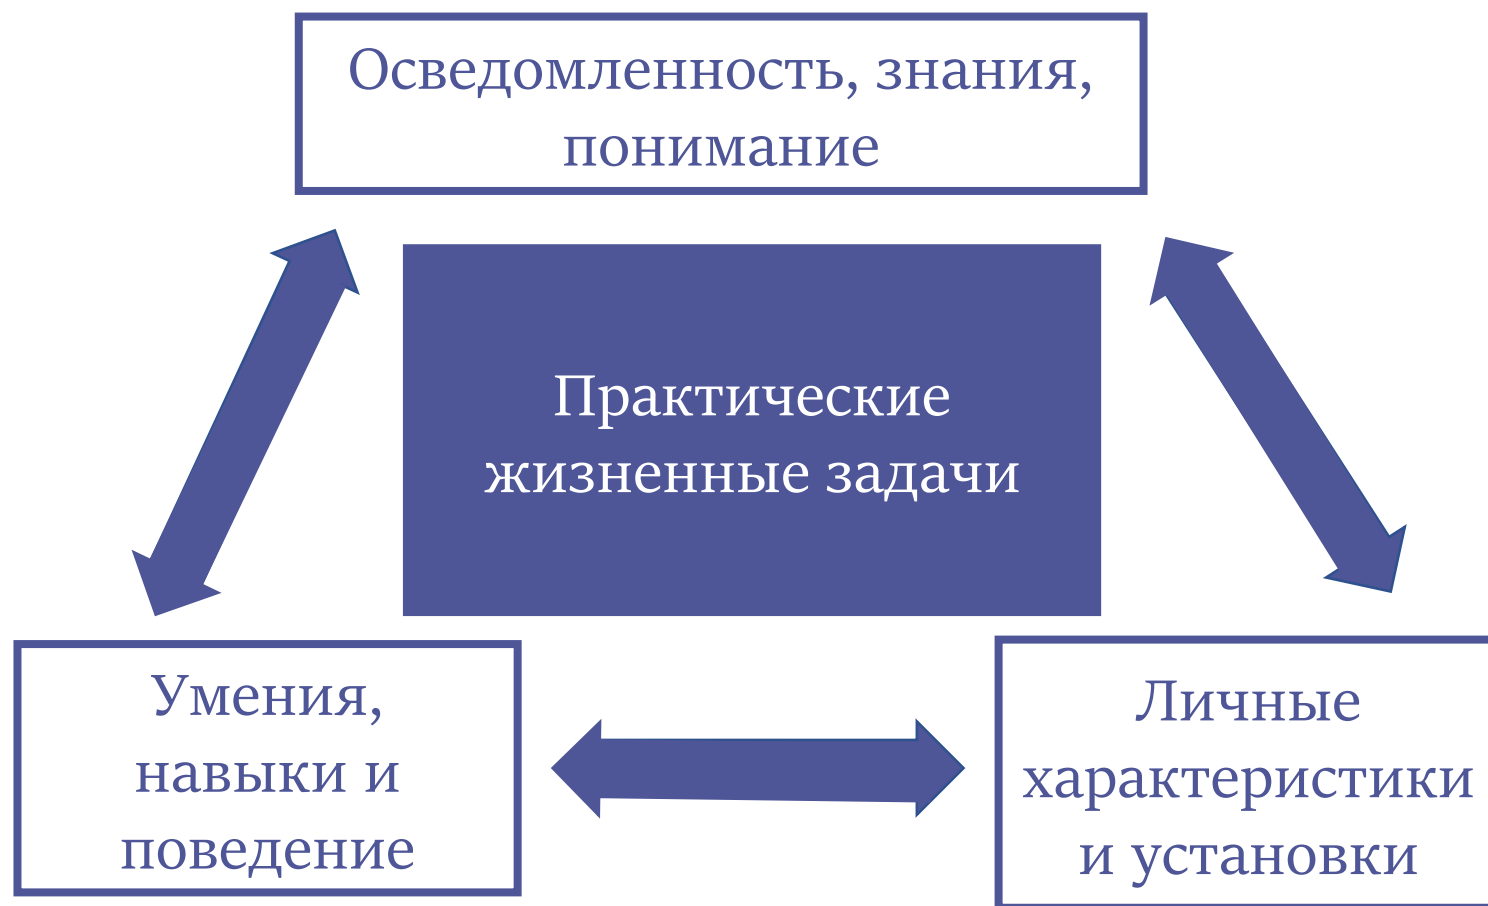 Осведомленность, знания,
понимание
Практические
жизненные задачи
Умения,
навыки и
поведение
Личные
характеристики
и установки